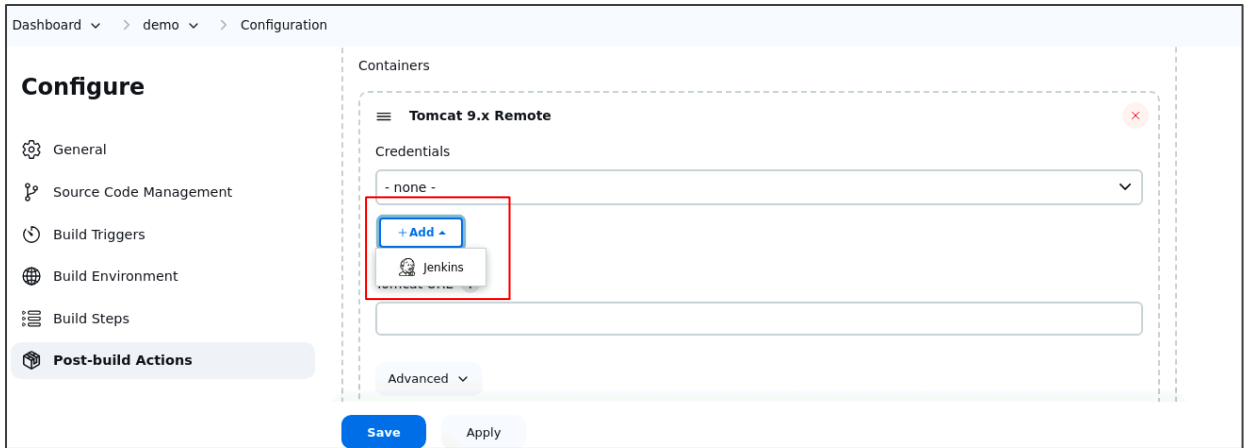 Dashboard demo Configuration
Configure
General
Source Code Management
Build Triggers
Build Environment
Build Steps
Post-build Actions
Containers
Tomcat 9.x Remote
Credentials
- none -
+Add
Jenkins
Advanced
Save Apply